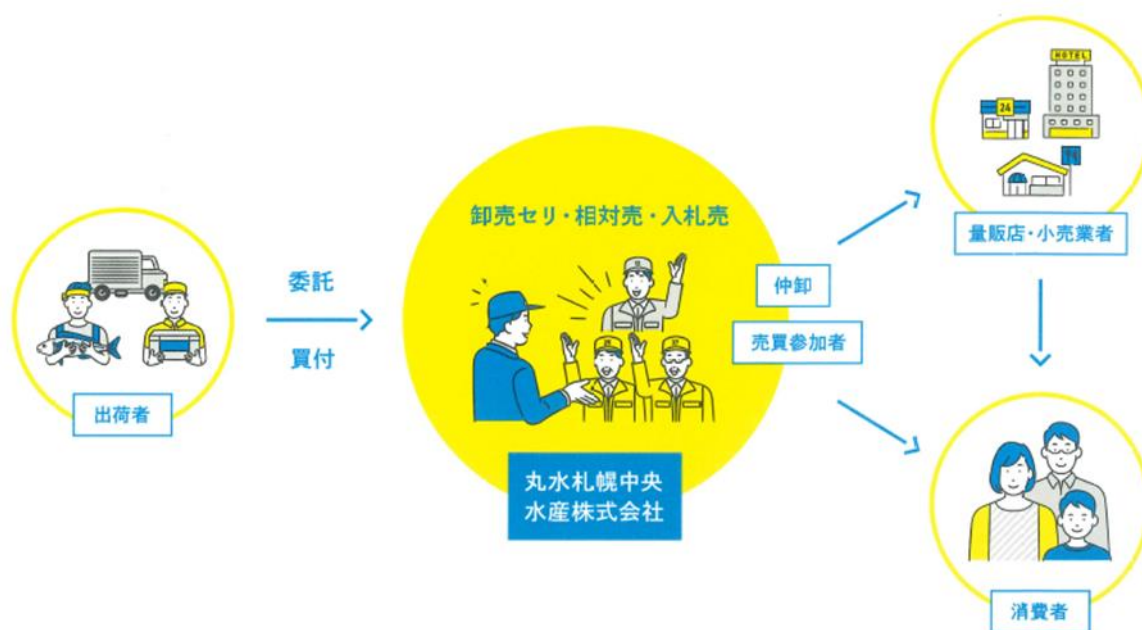 出荷者
委託
買付
卸売セリ・相対売・入札売
丸水札幌中央
水産株式会社
仲卸
売買参加者
HOTEL
24
量販店・小売業者
消費者